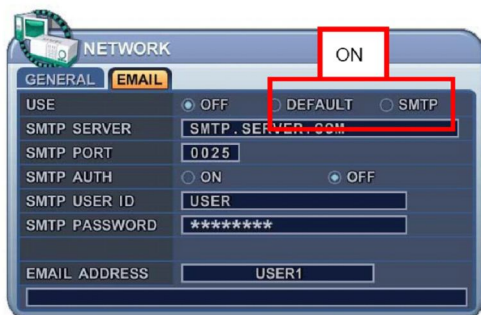 NETWORK
ON
GENERAL EMAIL
USE OFF DEFAULT SMTP
SMTP SERVER SMTP.SERVER.COM
SMTP PORT 0025
SMTP AUTH ON OFF
SMTP USER ID USER
SMTP PASSWORD ********
EMAIL ADDRESS USER1